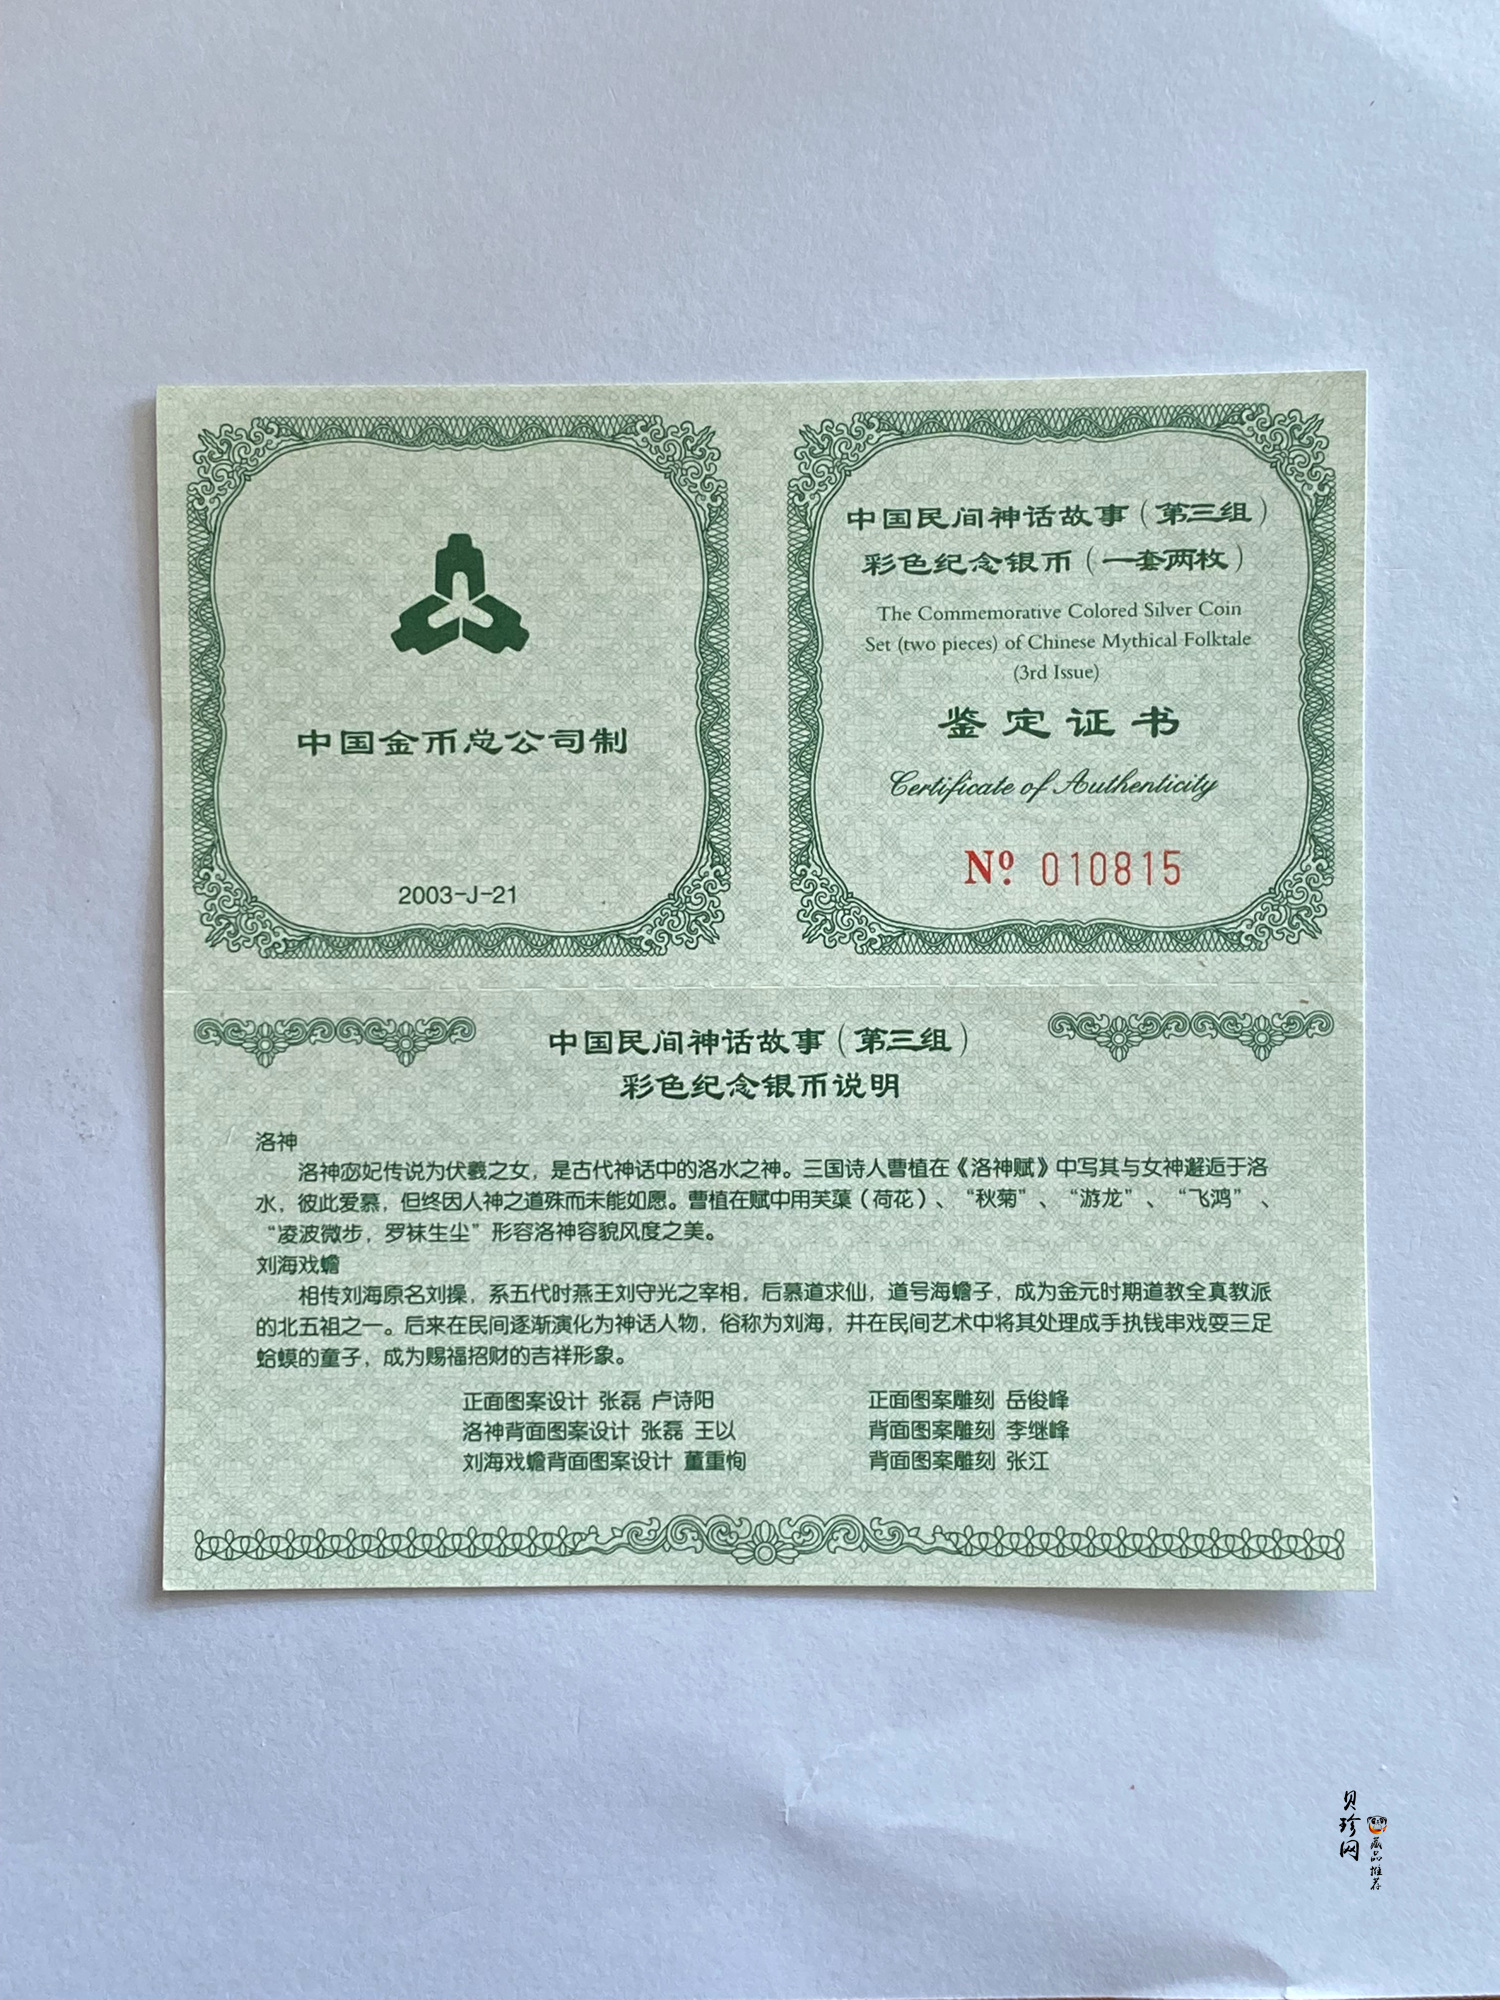 中国金币总公司制
2003-J-21
中国民间神话故事（第三组）
彩色纪念银币（一套两枚）
The Commemorative Colored Silver Coin
Set (two pieces) of Chinese Mythical Folktale
(3rd Issue)
鉴定证书
Certificate of Authenticity
Nº 010815
中国民间神话故事（第三组）
彩色纪念银币说明
洛神
洛神宓妃传说为伏羲之女，是古代神话中的洛水之神。三国诗人曹植在《洛神赋》中写其与女神邂逅于洛
水，彼此爱慕，但终因人神之道殊而未能如愿。曹植在赋中用芙蕖（荷花）、“秋菊”、“游龙”、“飞鸿”、
“凌波微步，罗袜生尘”形容洛神容貌风度之美。
刘海戏蟾
相传刘海原名刘操，系五代时燕王刘守光之宰相，后慕道求仙，道号海蟾子，成为金元时期道教全真教派
的北五祖之一。后来在民间逐渐演化为神话人物，俗称为刘海，并在民间艺术中将其处理成手执钱串戏耍三足
蛤蟆的童子，成为赐福招财的吉祥形象。
正面图案设计 张磊 卢诗阳
正面图案雕刻 岳俊峰
洛神背面图案设计 张磊 王以
背面图案雕刻 李继峰
刘海戏蟾背面图案设计 董重恂
背面图案雕刻 张江
贝珍网
藏品推荐